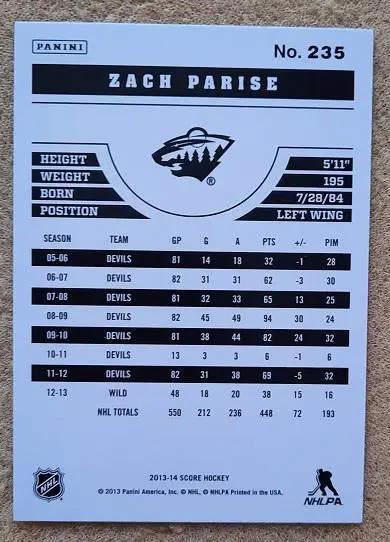 PANINI
No. 235
ZACH PARISE
HEIGHT 5'11"
WEIGHT 195
BORN 7/28/84
POSITION LEFT WING
®
SEASON TEAM GP G A PTS +/- PIM
05-06 DEVILS 81 14 18 32 -1 28
06-07 DEVILS 82 31 31 62 -3 30
07-08 DEVILS 81 32 33 65 13 25
08-09 DEVILS 82 45 49 94 30 24
09-10 DEVILS 81 38 44 82 24 32
10-11 DEVILS 13 3 3 6 -1 6
11-12 DEVILS 82 31 38 69 -5 32
12-13 WILD 48 18 20 38 15 16
NHL TOTALS 550 212 236 448 72 193
2013-14 SCORE HOCKEY
© 2013 Panini America, Inc. © NHL, © NHLPA Printed in the USA.
NHL
NHLPA